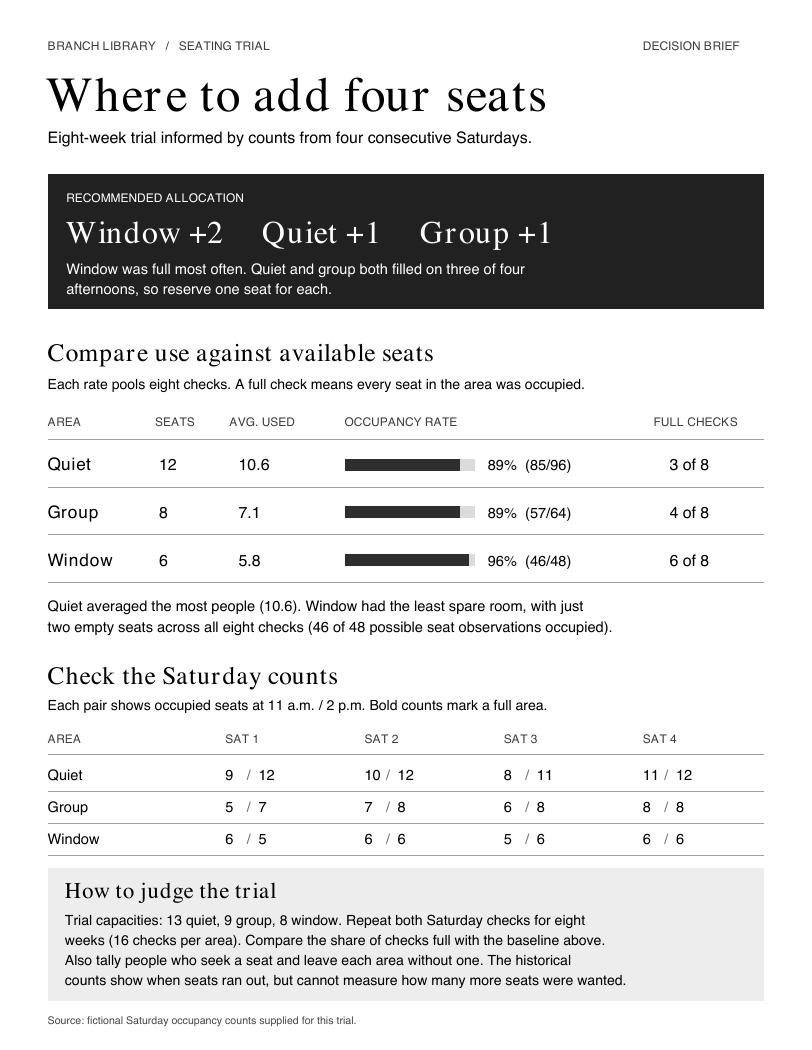 BRANCH LIBRARY / SEATING TRIAL DECISION BRIEF
Where to add four seats
Eight-week trial informed by counts from four consecutive Saturdays.
RECOMMENDED ALLOCATION
Window +2 Quiet +1 Group +1
Window was full most often. Quiet and group both filled on three of four
afternoons, so reserve one seat for each.
Compare use against available seats
Each rate pools eight checks. A full check means every seat in the area was occupied.
AREA SEATS AVG. USED OCCUPANCY RATE FULL CHECKS
Quiet 12 10.6 89% (85/96) 3 of 8
Group 8 7.1 89% (57/64) 4 of 8
Window 6 5.8 96% (46/48) 6 of 8
Quiet averaged the most people (10.6). Window had the least spare room, with just
two empty seats across all eight checks (46 of 48 possible seat observations occupied).
Check the Saturday counts
Each pair shows occupied seats at 11 a.m. / 2 p.m. Bold counts mark a full area.
AREA SAT 1 SAT 2 SAT 3 SAT 4
Quiet 9 / 12 10 / 12 8 / 11 11 / 12
Group 5 / 7 7 / 8 6 / 8 8 / 8
Window 6 / 5 6 / 6 5 / 6 6 / 6
How to judge the trial
Trial capacities: 13 quiet, 9 group, 8 window. Repeat both Saturday checks for eight
weeks (16 checks per area). Compare the share of checks full with the baseline above.
Also tally people who seek a seat and leave each area without one. The historical
counts show when seats ran out, but cannot measure how many more seats were wanted.
Source: fictional Saturday occupancy counts supplied for this trial.